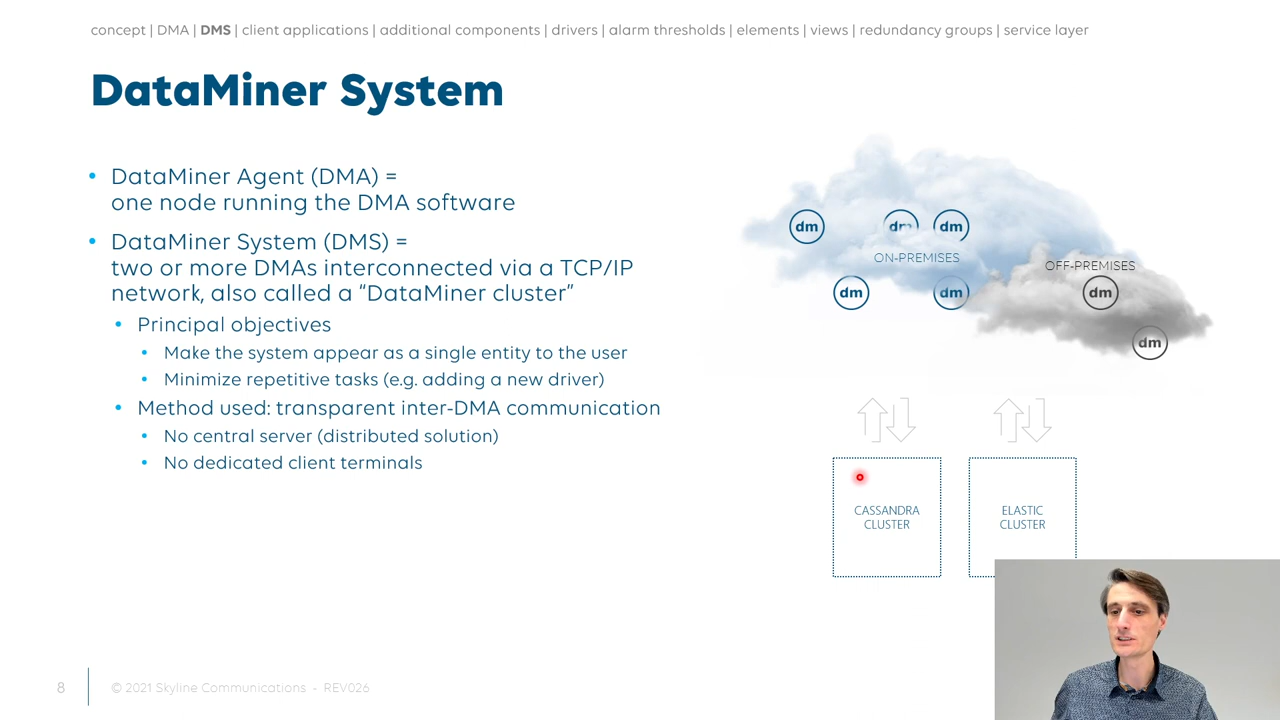 concept | DMA | DMS | client applications | additional components | drivers | alarm thresholds | elements | views | redundancy groups | service layer
DataMiner System
• DataMiner Agent (DMA) =
one node running the DMA software
• DataMiner System (DMS) =
two or more DMAs interconnected via a TCP/IP
network, also called a “DataMiner cluster”
• Principal objectives
• Make the system appear as a single entity to the user
• Minimize repetitive tasks (e.g. adding a new driver)
• Method used: transparent inter-DMA communication
• No central server (distributed solution)
• No dedicated client terminals
dm dm dm
ON-PREMISES
OFF-PREMISES
dm dm dm
dm
CASSANDRA
CLUSTER
ELASTIC
CLUSTER
8
© 2021 Skyline Communications - REV026